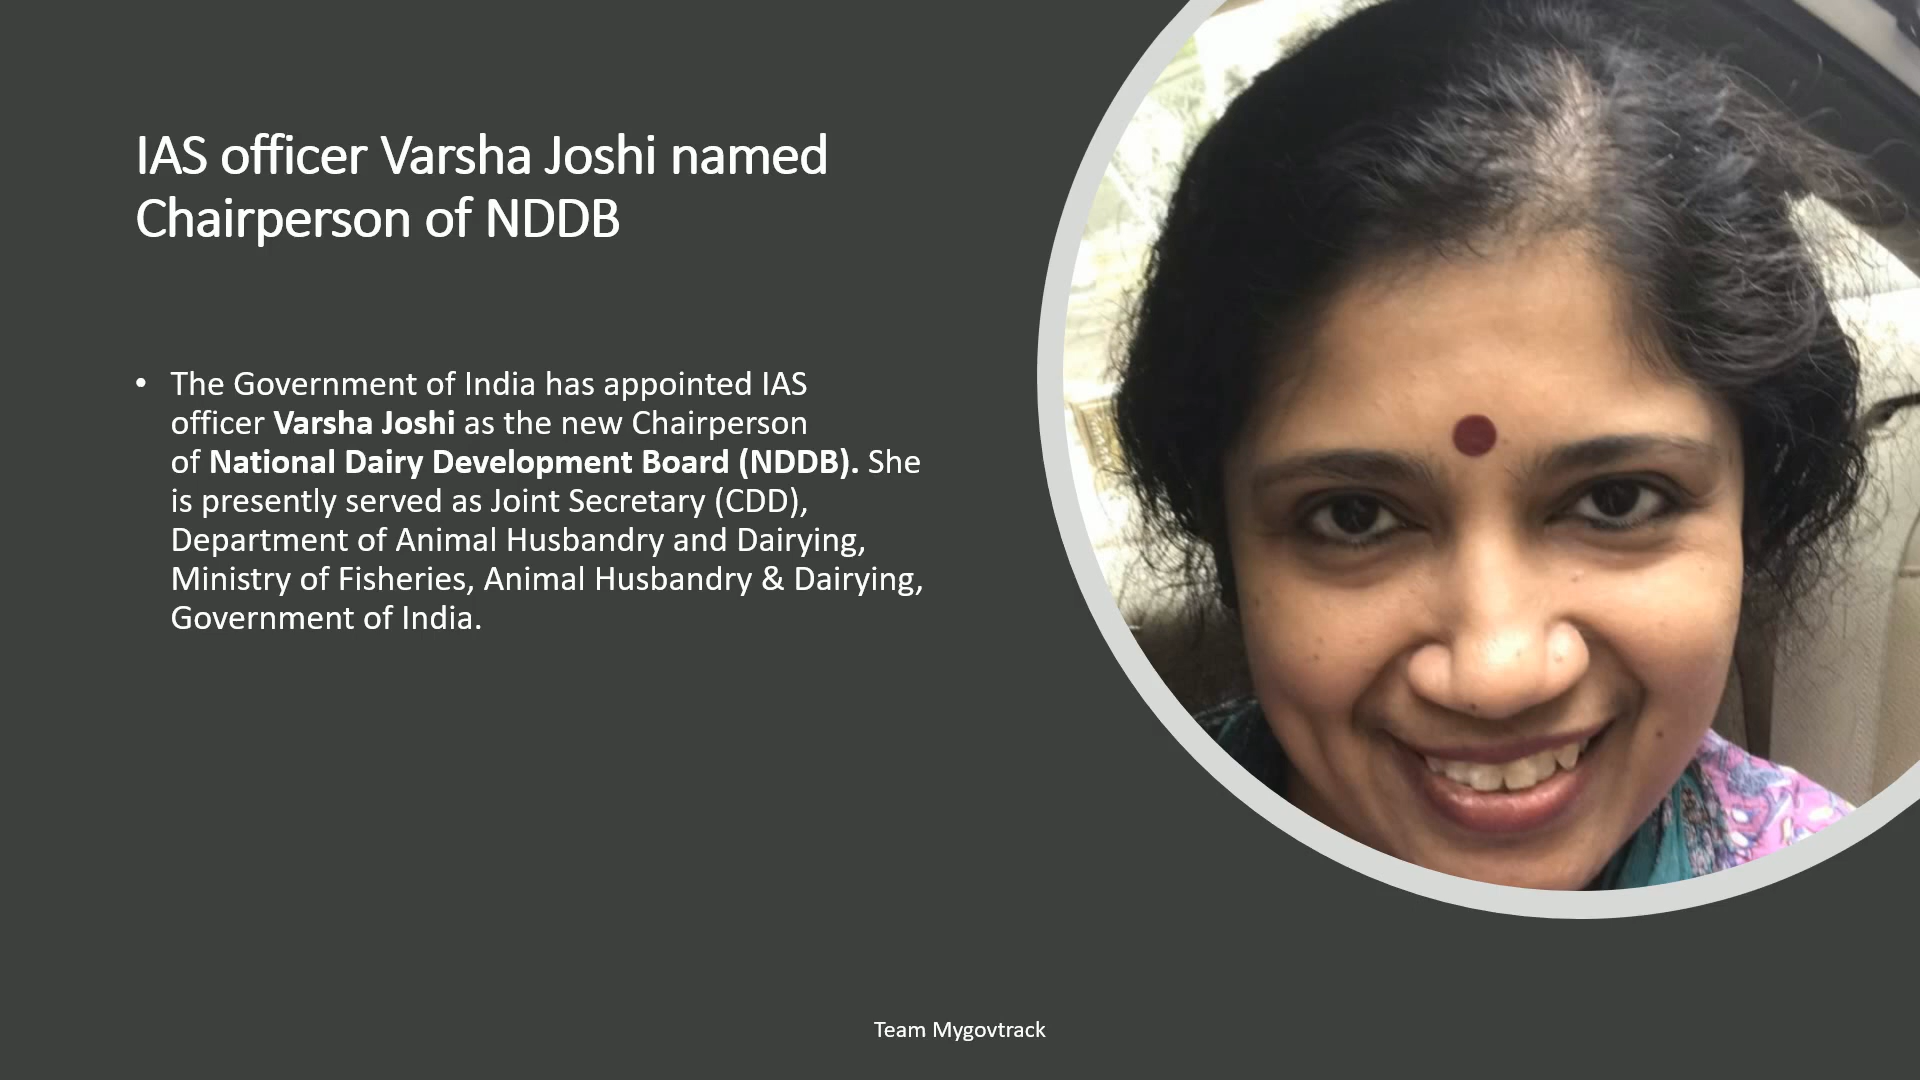 IAS officer Varsha Joshi named
Chairperson of NDDB
• The Government of India has appointed IAS
officer Varsha Joshi as the new Chairperson
of National Dairy Development Board (NDDB). She
is presently served as Joint Secretary (CDD),
Department of Animal Husbandry and Dairying,
Ministry of Fisheries, Animal Husbandry & Dairying,
Government of India.
Team Mygovtrack